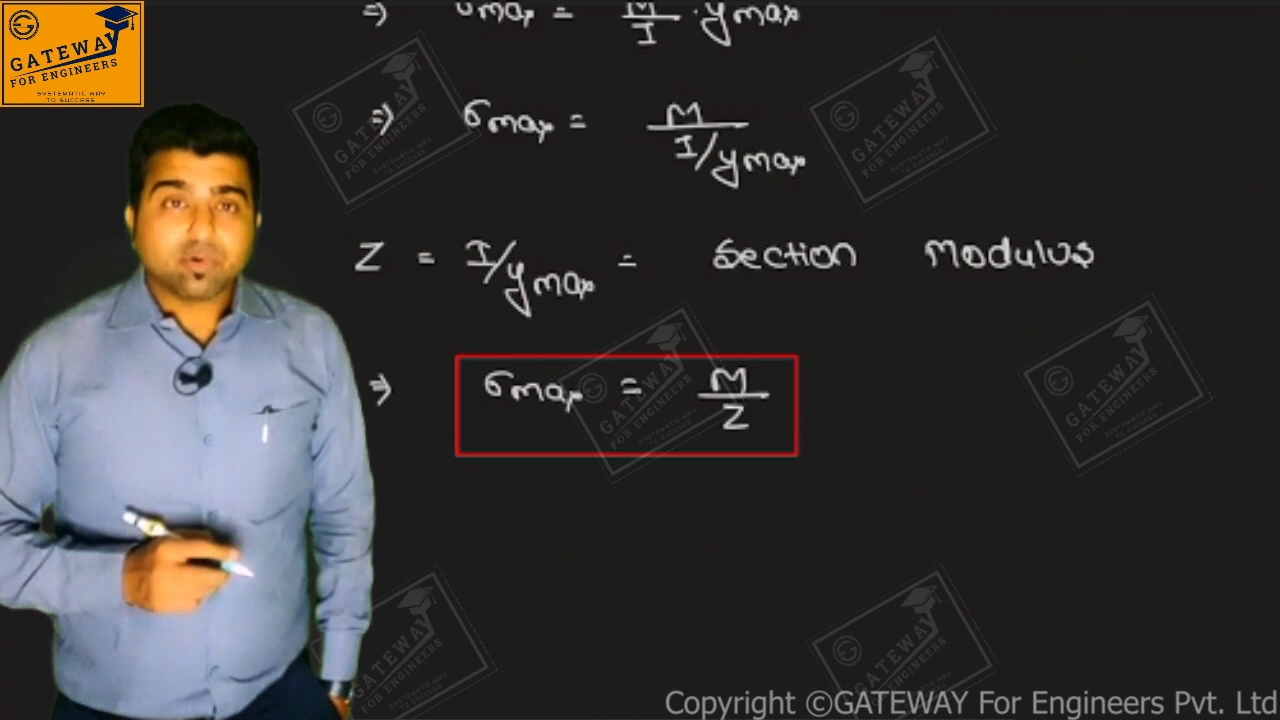 GATEWAY
FOR ENGINEERS
SYSTEMATIC WAY
TO SUCCESS
⇒ σmax = M/I · ymax
⇒ σmax = M/(I/ymax)
Z = I/ymax = Section Modulus
⇒ σmax = M/Z
Copyright ©GATEWAY For Engineers Pvt. Ltd